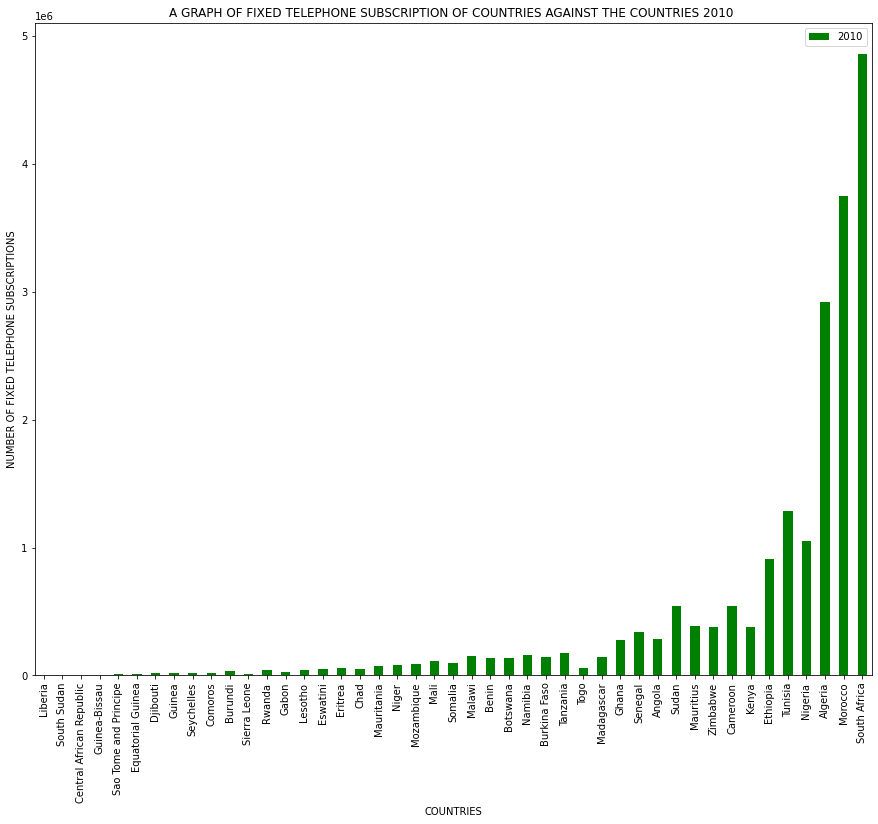 A GRAPH OF FIXED TELEPHONE SUBSCRIPTION OF COUNTRIES AGAINST THE COUNTRIES 2010
1e6
2010
5
4
3
2
1
0
NUMBER OF FIXED TELEPHONE SUBSCRIPTIONS
Liberia
South Sudan
Central African Republic
Guinea-Bissau
Sao Tome and Principe
Equatorial Guinea
Djibouti
Guinea
Seychelles
Comoros
Burundi
Sierra Leone
Rwanda
Gabon
Lesotho
Eswatini
Eritrea
Chad
Mauritania
Niger
Mozambique
Mali
Somalia
Malawi
Benin
Botswana
Namibia
Burkina Faso
Tanzania
Togo
Madagascar
Ghana
Senegal
Angola
Sudan
Mauritius
Zimbabwe
Cameroon
Kenya
Ethiopia
Tunisia
Nigeria
Algeria
Morocco
South Africa
COUNTRIES